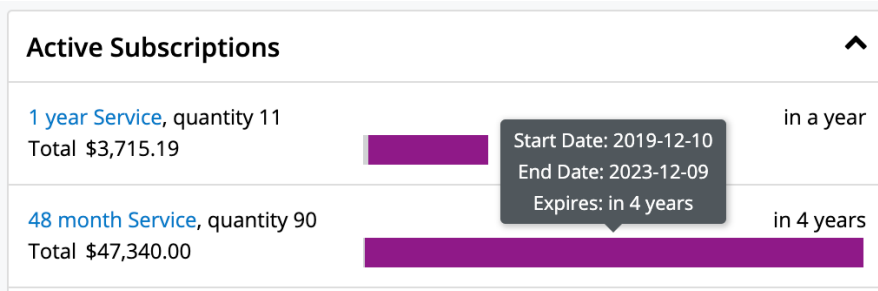 Active Subscriptions
1 year Service, quantity 11
in a year
Total $3,715.19
Start Date: 2019-12-10
End Date: 2023-12-09
Expires: in 4 years
48 month Service, quantity 90
in 4 years
Total $47,340.00